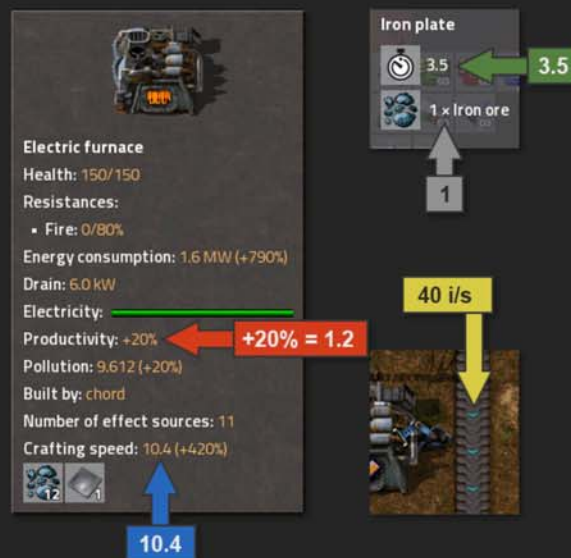 Electric furnace
Health: 150/150
Resistances:
▪ Fire: 0/80%
Energy consumption: 1.6 MW (+790%)
Drain: 6.0 kW
Electricity:
Productivity: +20%
+20% = 1.2
Pollution: 9.612 (+20%)
Built by: chord
Number of effect sources: 11
Crafting speed: 10.4 (+420%)
12
1
10.4
Iron plate
3.5
3.5
1 × Iron ore
1
40 i/s